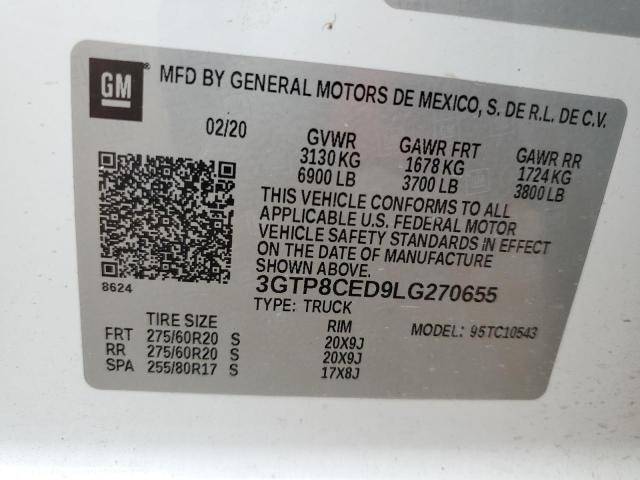 GM ® MFD BY GENERAL MOTORS DE MEXICO, S. DE R.L. DE C.V.
02/20 GVWR GAWR FRT GAWR RR
3130 KG 1678 KG 1724 KG
6900 LB 3700 LB 3800 LB
THIS VEHICLE CONFORMS TO ALL
APPLICABLE U.S. FEDERAL MOTOR
VEHICLE SAFETY STANDARDS IN EFFECT
ON THE DATE OF MANUFACTURE
SHOWN ABOVE.
8624
3GTP8CED9LG270655
TYPE: TRUCK
TIRE SIZE RIM MODEL: 95TC10543
FRT 275/60R20 S 20X9J
RR 275/60R20 S 20X9J
SPA 255/80R17 S 17X8J